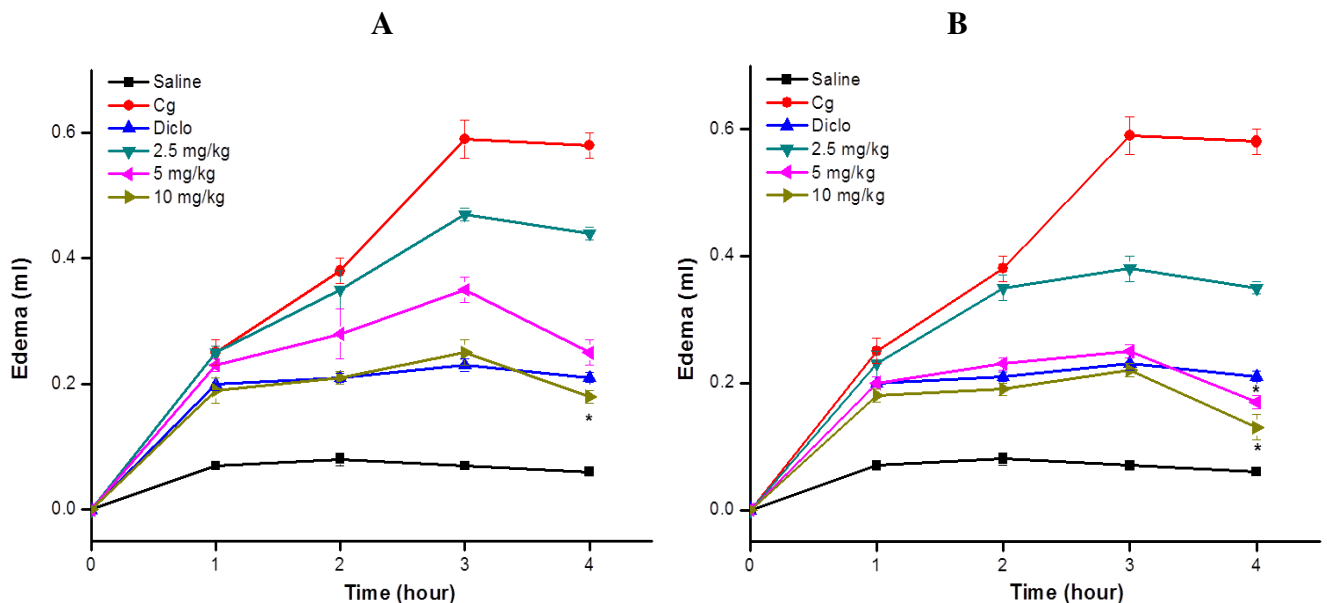 A
Saline
Cg
Diclo
2.5 mg/kg
5 mg/kg
10 mg/kg
0.6
0.4
0.2
0.0
*
0 1 2 3 4
Time (hour)
Edema (ml)
B
Saline
Cg
Diclo
2.5 mg/kg
5 mg/kg
10 mg/kg
0.6
0.4
0.2
0.0
*
*
0 1 2 3 4
Time (hour)
Edema (ml)